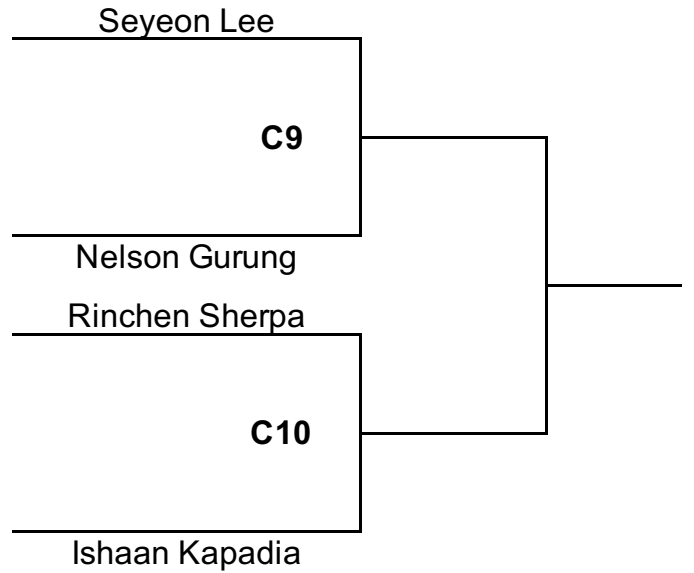 Seyeon Lee
C9
Nelson Gurung
Rinchen Sherpa
C10
Ishaan Kapadia